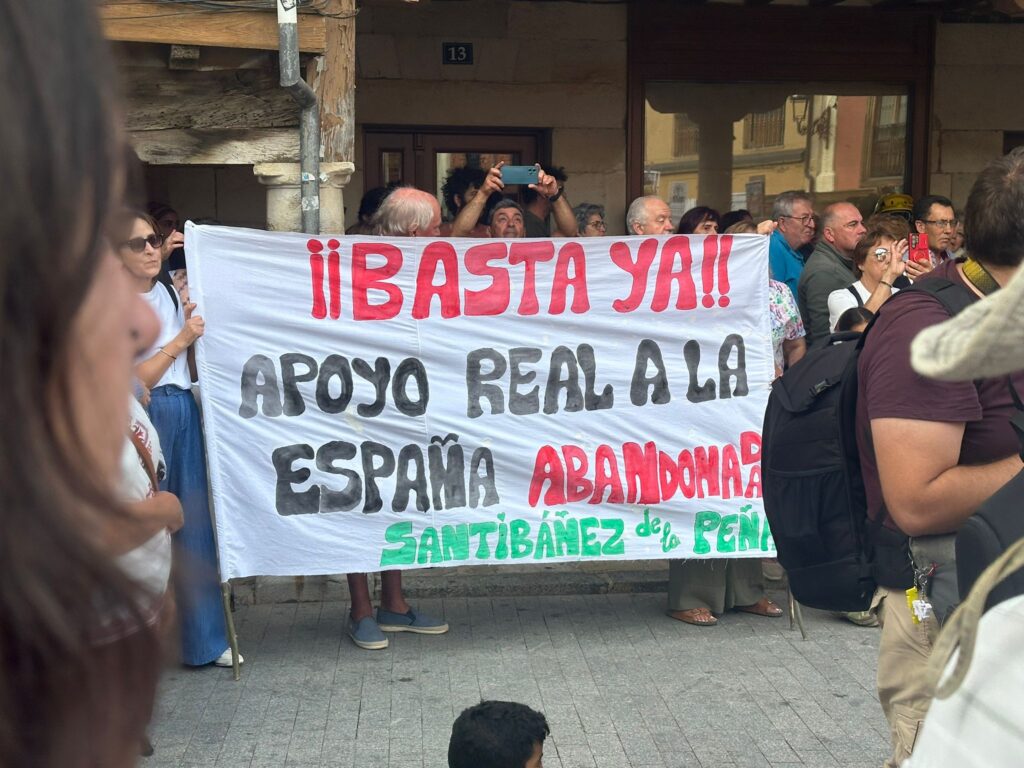 13
¡¡BASTA YA!!
APOYO REAL A LA
ESPAÑA ABANDONADA
SANTIBÁÑEZ de la PEÑA